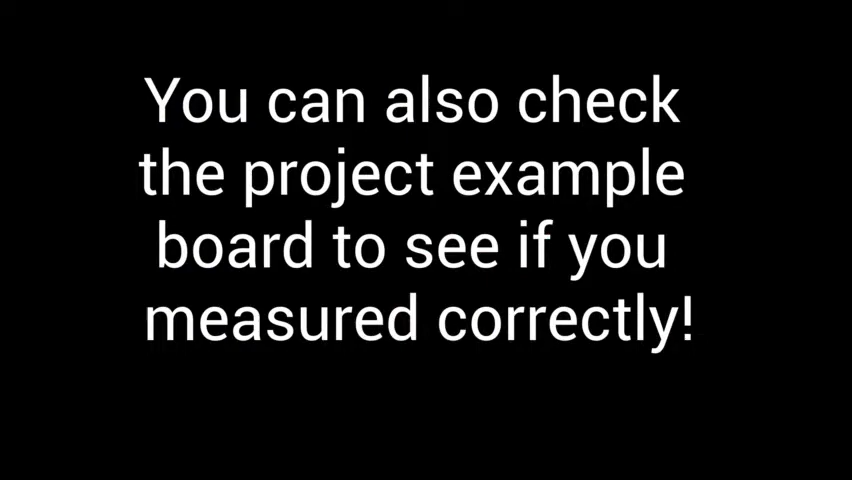 You can also check
the project example
board to see if you
measured correctly!